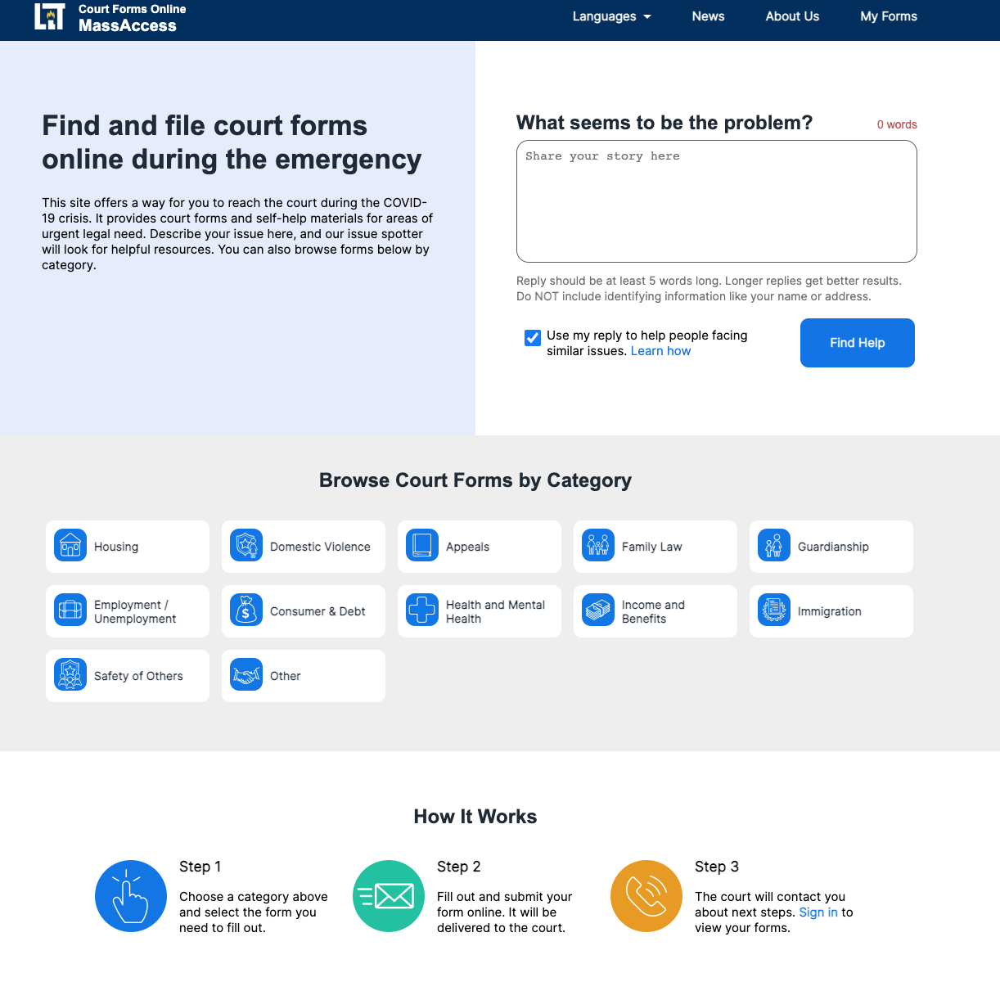 LIT
Court Forms Online
MassAccess
Languages
News
About Us
My Forms
Find and file court forms
online during the emergency
This site offers a way for you to reach the court during the COVID-
19 crisis. It provides court forms and self-help materials for areas of
urgent legal need. Describe your issue here, and our issue spotter
will look for helpful resources. You can also browse forms below by
category.
What seems to be the problem?
0 words
Share your story here
Reply should be at least 5 words long. Longer replies get better results.
Do NOT include identifying information like your name or address.
Use my reply to help people facing
similar issues. Learn how
Find Help
Browse Court Forms by Category
Housing
Domestic Violence
Appeals
Family Law
Guardianship
Employment /
Unemployment
Consumer & Debt
Health and Mental
Health
Income and
Benefits
Immigration
Safety of Others
Other
How It Works
Step 1
Choose a category above
and select the form you
need to fill out.
Step 2
Fill out and submit your
form online. It will be
delivered to the court.
Step 3
The court will contact you
about next steps. Sign in to
view your forms.